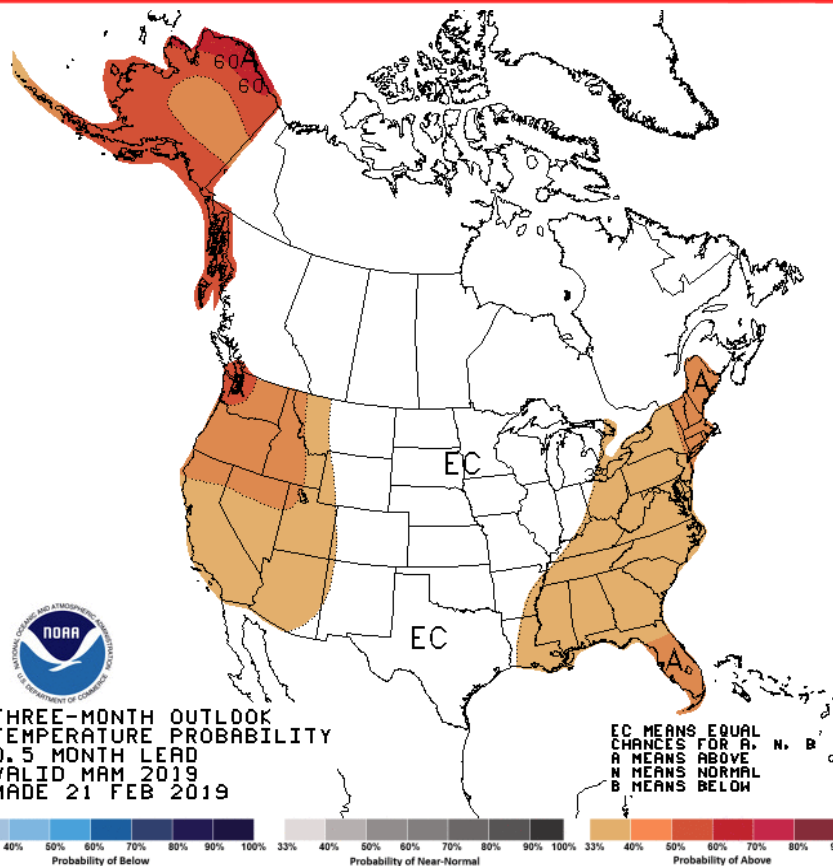 60 A
60
A
A
EC
EC
A
NATIONAL OCEANIC AND ATMOSPHERIC ADMINISTRATION
NOAA
U.S. DEPARTMENT OF COMMERCE
THREE-MONTH OUTLOOK
TEMPERATURE PROBABILITY
0.5 MONTH LEAD
VALID MAM 2019
MADE 21 FEB 2019
EC MEANS EQUAL
CHANCES FOR A, N, B
A MEANS ABOVE
N MEANS NORMAL
B MEANS BELOW
40% 50% 60% 70% 80% 90% 100%
Probability of Below
33% 40% 50% 60% 70% 80% 90% 100%
Probability of Near-Normal
33% 40% 50% 60% 70% 80%
Probability of Above